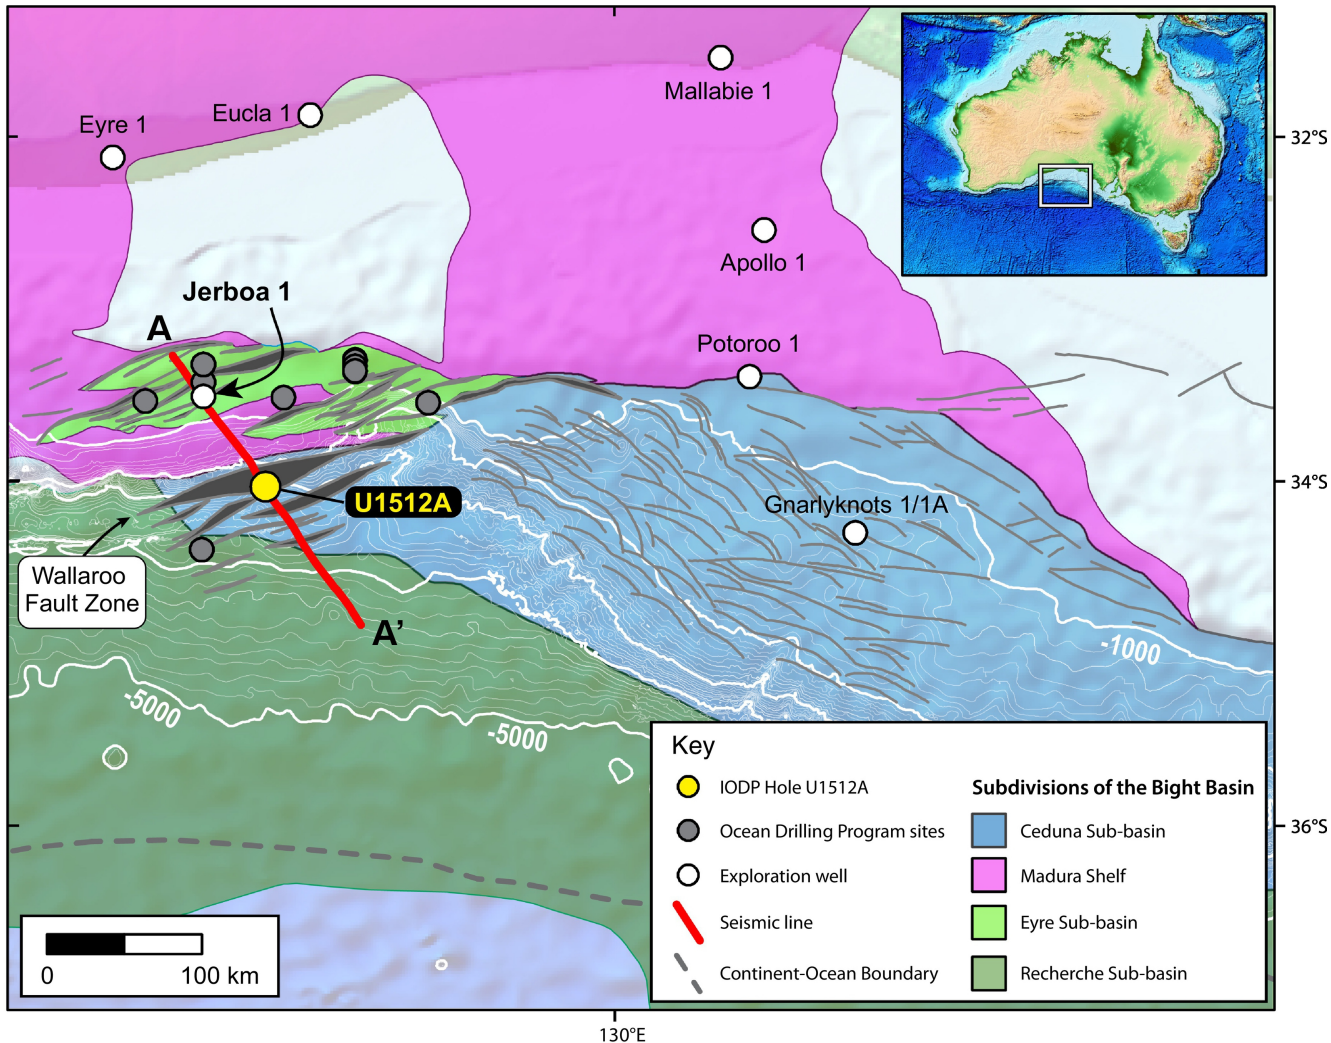 Mallabie 1
Eucla 1
Eyre 1
32°S
Apollo 1
Jerboa 1
A
Potoroo 1
34°S
U1512A
Gnarlyknots 1/1A
Wallaroo
Fault Zone
A’
-1000
-5000
-5000
Key
IODP Hole U1512A
Ocean Drilling Program sites
Exploration well
Seismic line
Continent-Ocean Boundary
Subdivisions of the Bight Basin
Ceduna Sub-basin
Madura Shelf
Eyre Sub-basin
Recherche Sub-basin
36°S
0
100 km
130°E